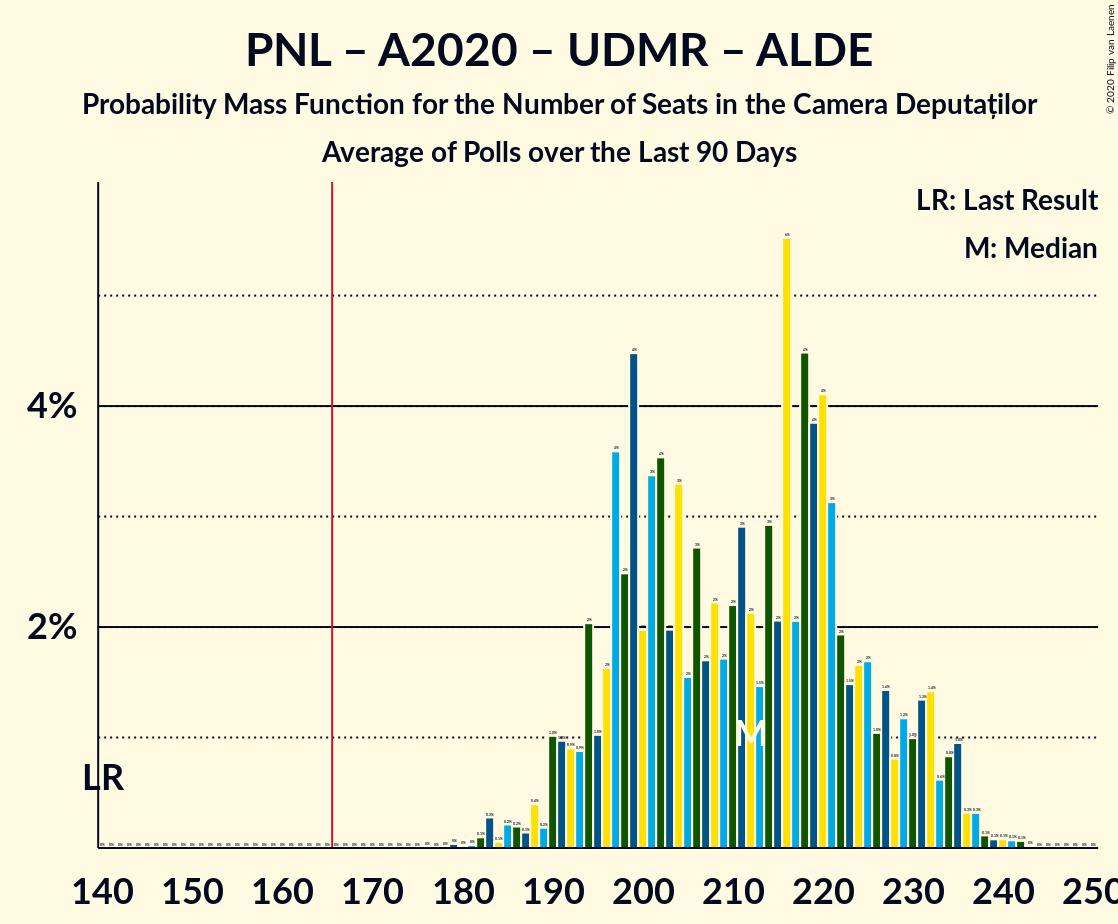 PNL – A2020 – UDMR – ALDE
Probability Mass Function for the Number of Seats in the Camera Deputaților
Average of Polls over the Last 90 Days
© 2020 Filip van Laenen
LR: Last Result
M: Median
4%
2%
LR
M
140 150 160 170 180 190 200 210 220 230 240 250